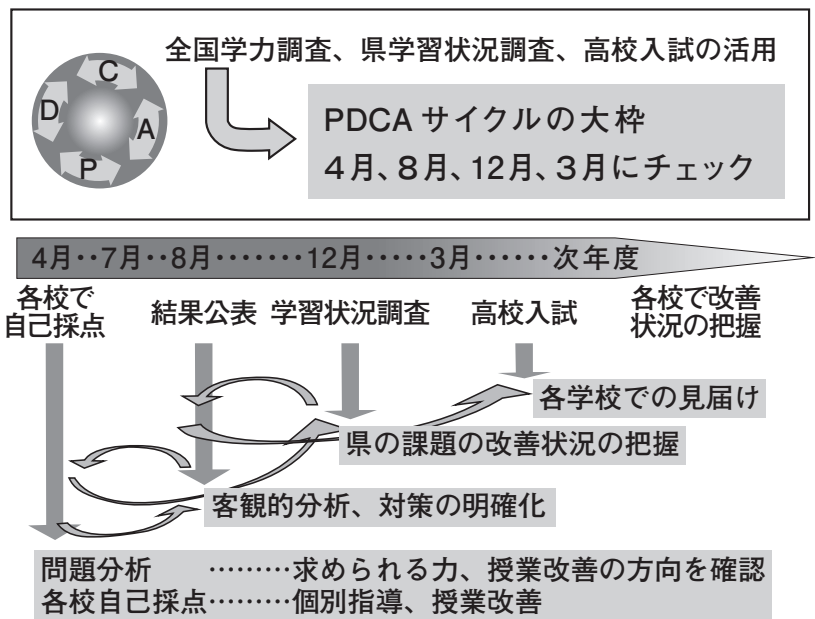 全国学力調査、県学習状況調査、高校入試の活用
C
D
A
P
PDCAサイクルの大枠
4月、8月、12月、3月にチェック
4月‥7月‥8月・・・・・・・12月・・・・・3月・・・・・・次年度
各校で
自己採点
結果公表
学習状況調査
高校入試
各校で改善
状況の把握
各学校での見届け
県の課題の改善状況の把握
客観的分析、対策の明確化
問題分析 ………求められる力、授業改善の方向を確認
各校自己採点………個別指導、授業改善